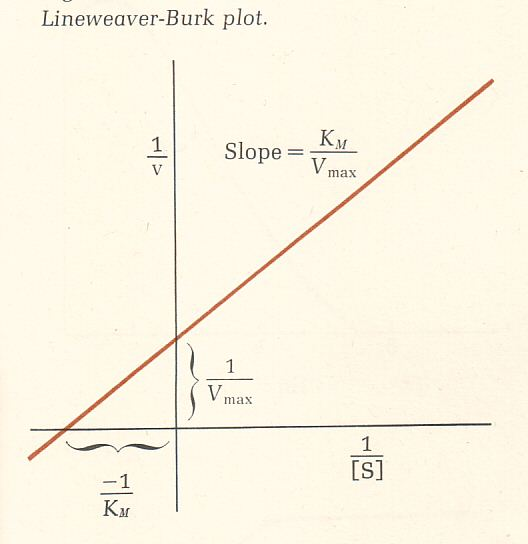 Lineweaver-Burk plot.
1
v
Slope = K_M
V_max
1
V_max
1
[S]
-1
K_M